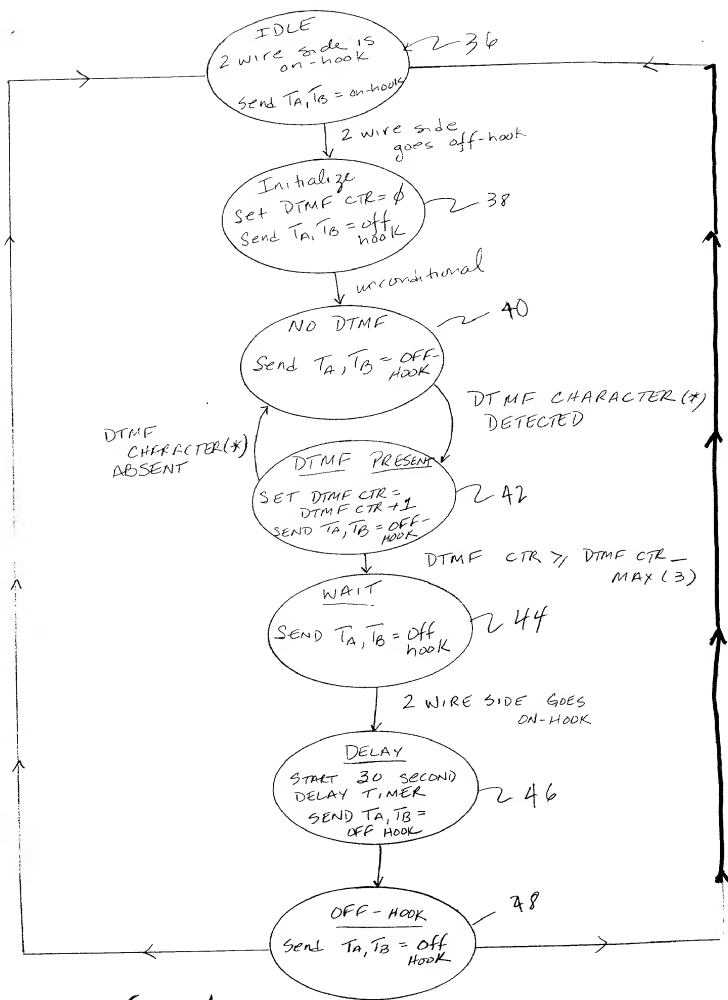 IDLE
2 wire side is
on-hook
Send TA, TB = on-hook
36
2 wire side
goes off-hook
Initialize
Set DTMF CTR = φ
Send TA, TB = off
hook
38
unconditional
NO DTMF
Send TA, TB = OFF-
HOOK
40
DTMF CHARACTER (*)
DETECTED
DTMF
CHARACTER (*)
ABSENT
DTMF PRESENT
SET DTMF CTR =
DTMF CTR + 1
SEND TA, TB = OFF-
HOOK
42
DTMF CTR ≥ DTMF CTR_
MAX (3)
WAIT
SEND TA, TB = Off
hook
44
2 WIRE SIDE GOES
ON-HOOK
DELAY
START 30 SECOND
DELAY TIMER
SEND TA, TB =
OFF HOOK
46
OFF-HOOK
Send TA, TB = Off
HOOK
48